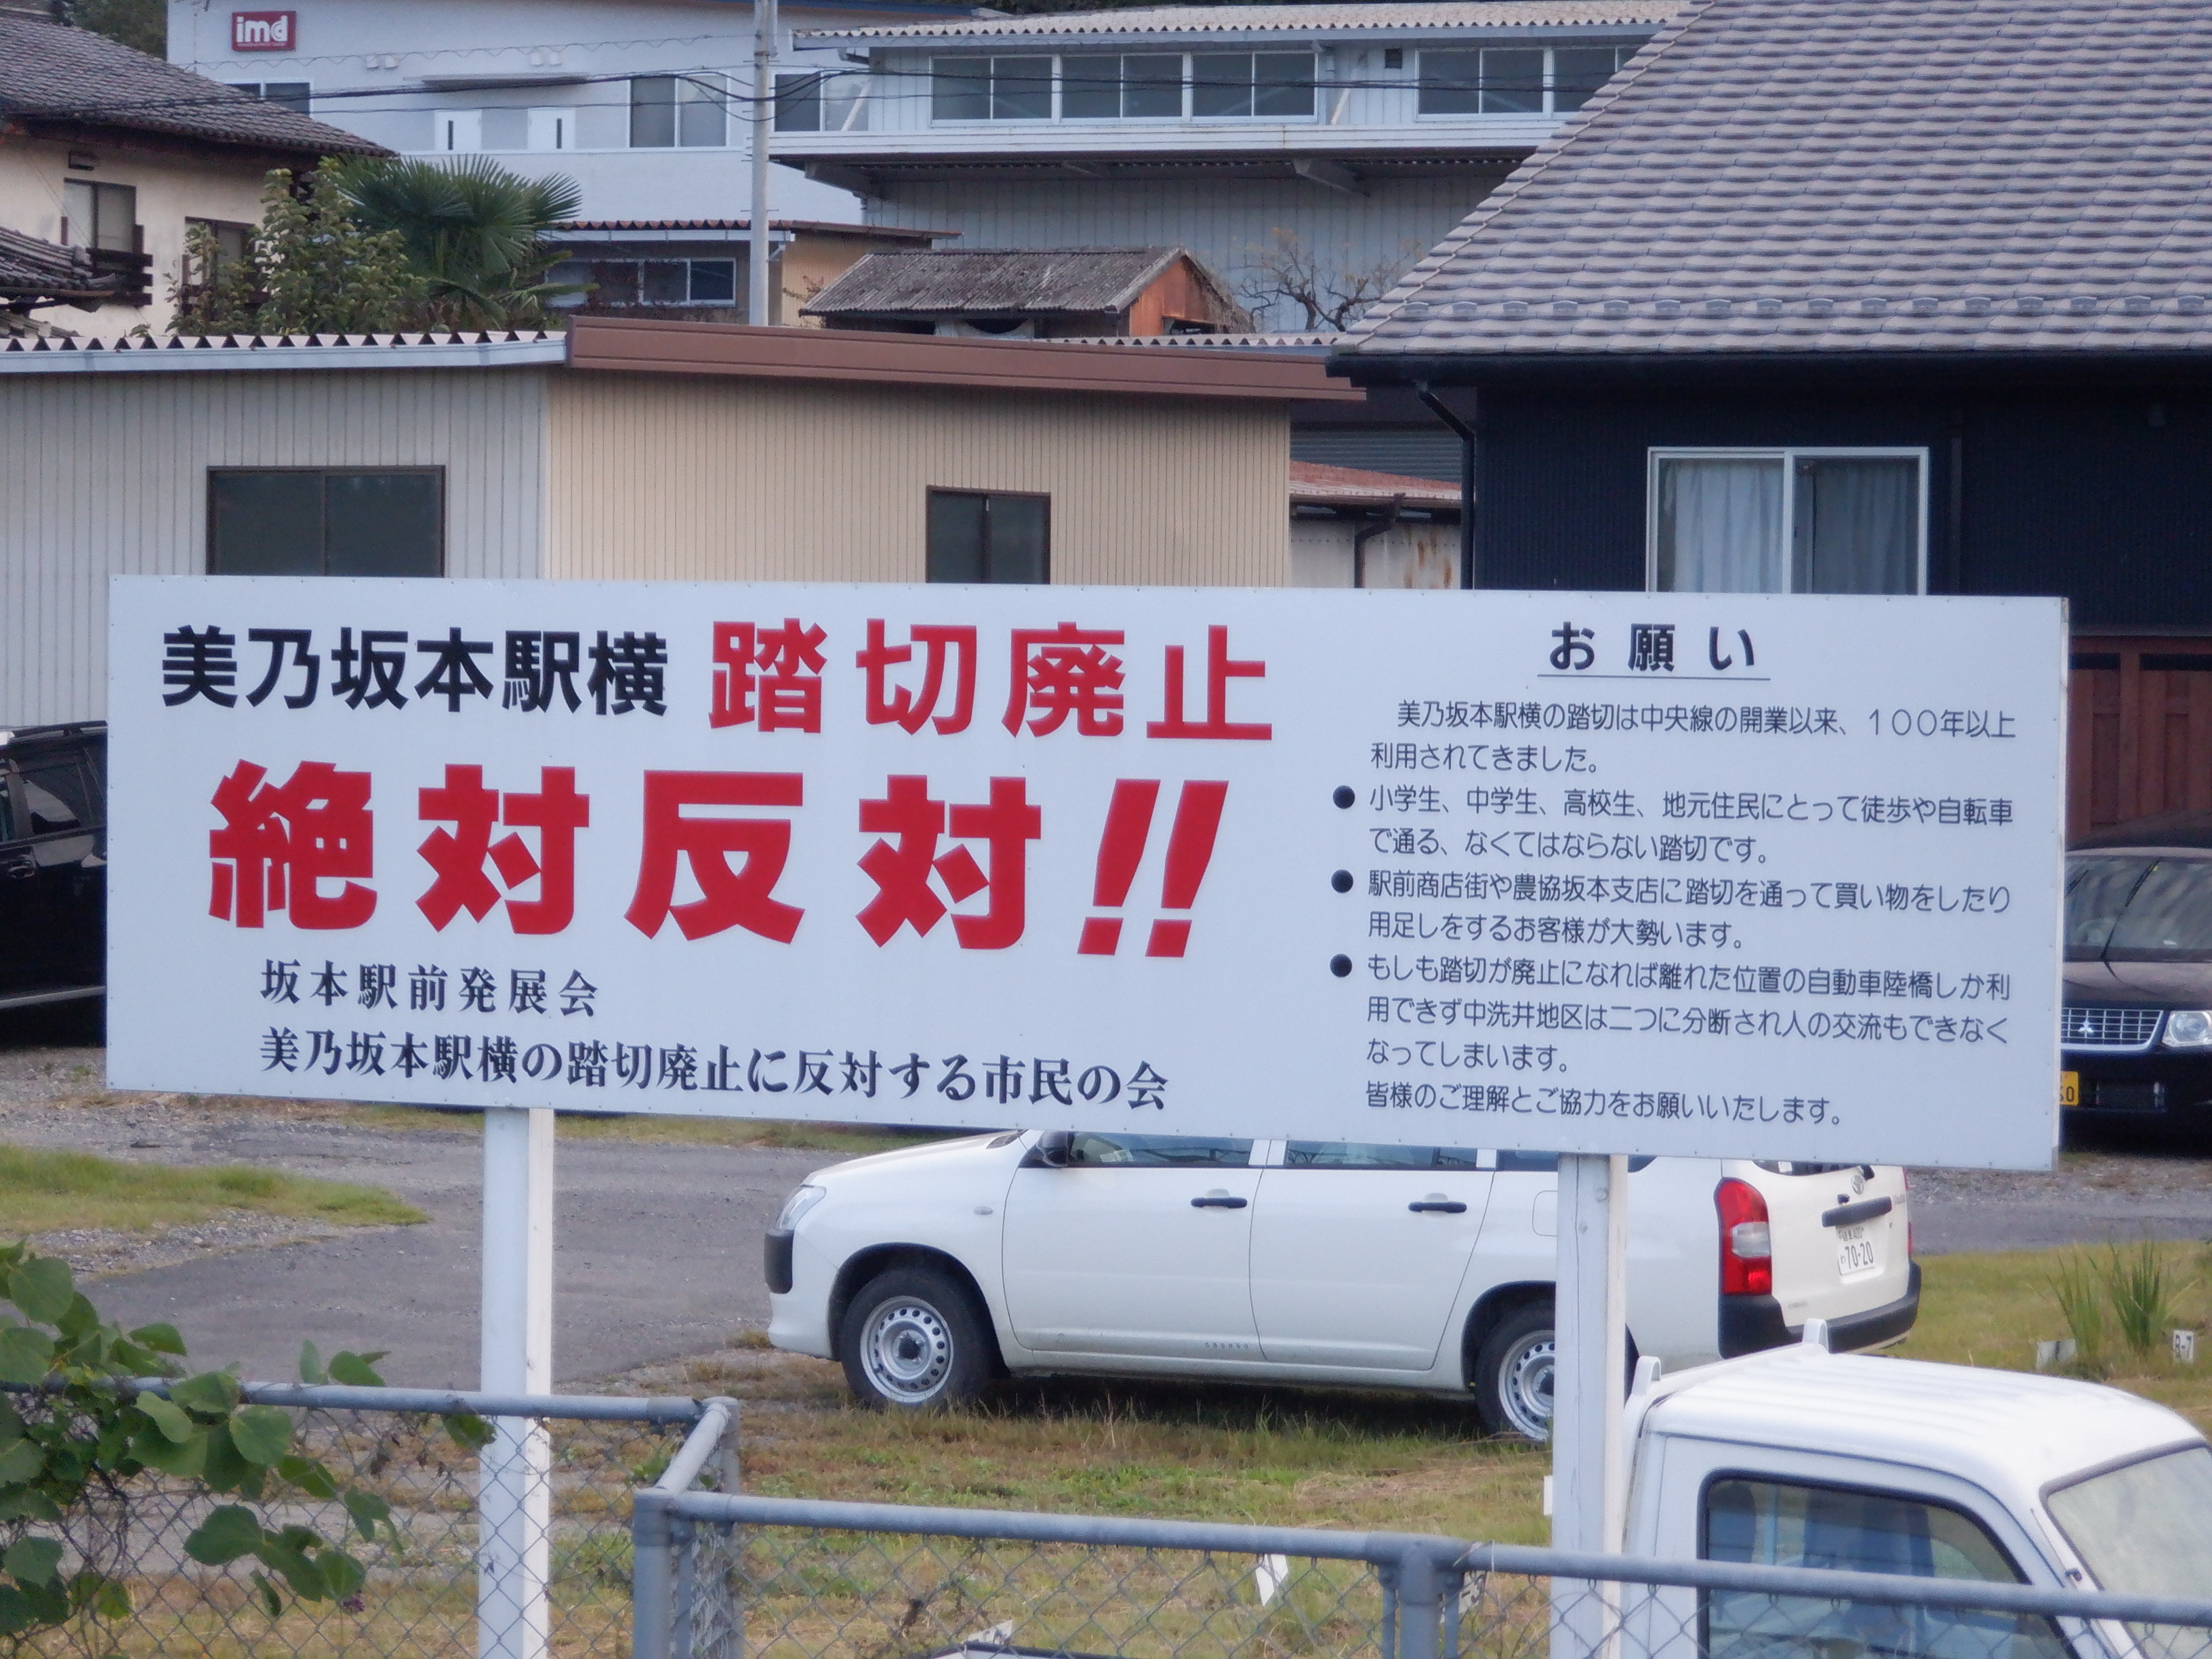 imd
美乃坂本駅横 踏切廃止
絶対反対!!
坂本駅前発展会
美乃坂本駅横の踏切廃止に反対する市民の会
お願い
美乃坂本駅横の踏切は中央線の開業以来、100年以上
利用されてきました。
● 小学生、中学生、高校生、地元住民にとって徒歩や自転車
で通る、なくてはならない踏切です。
● 駅前商店街や農協坂本支店に踏切を通って買い物をしたり
用足しをするお客様が大勢います。
● もしも踏切が廃止になれば離れた位置の自動車陸橋しか利
用できず中洗井地区は二つに分断され人の交流もできなく
なってしまいます。
皆様のご理解とご協力をお願いいたします。
70-20
9-7